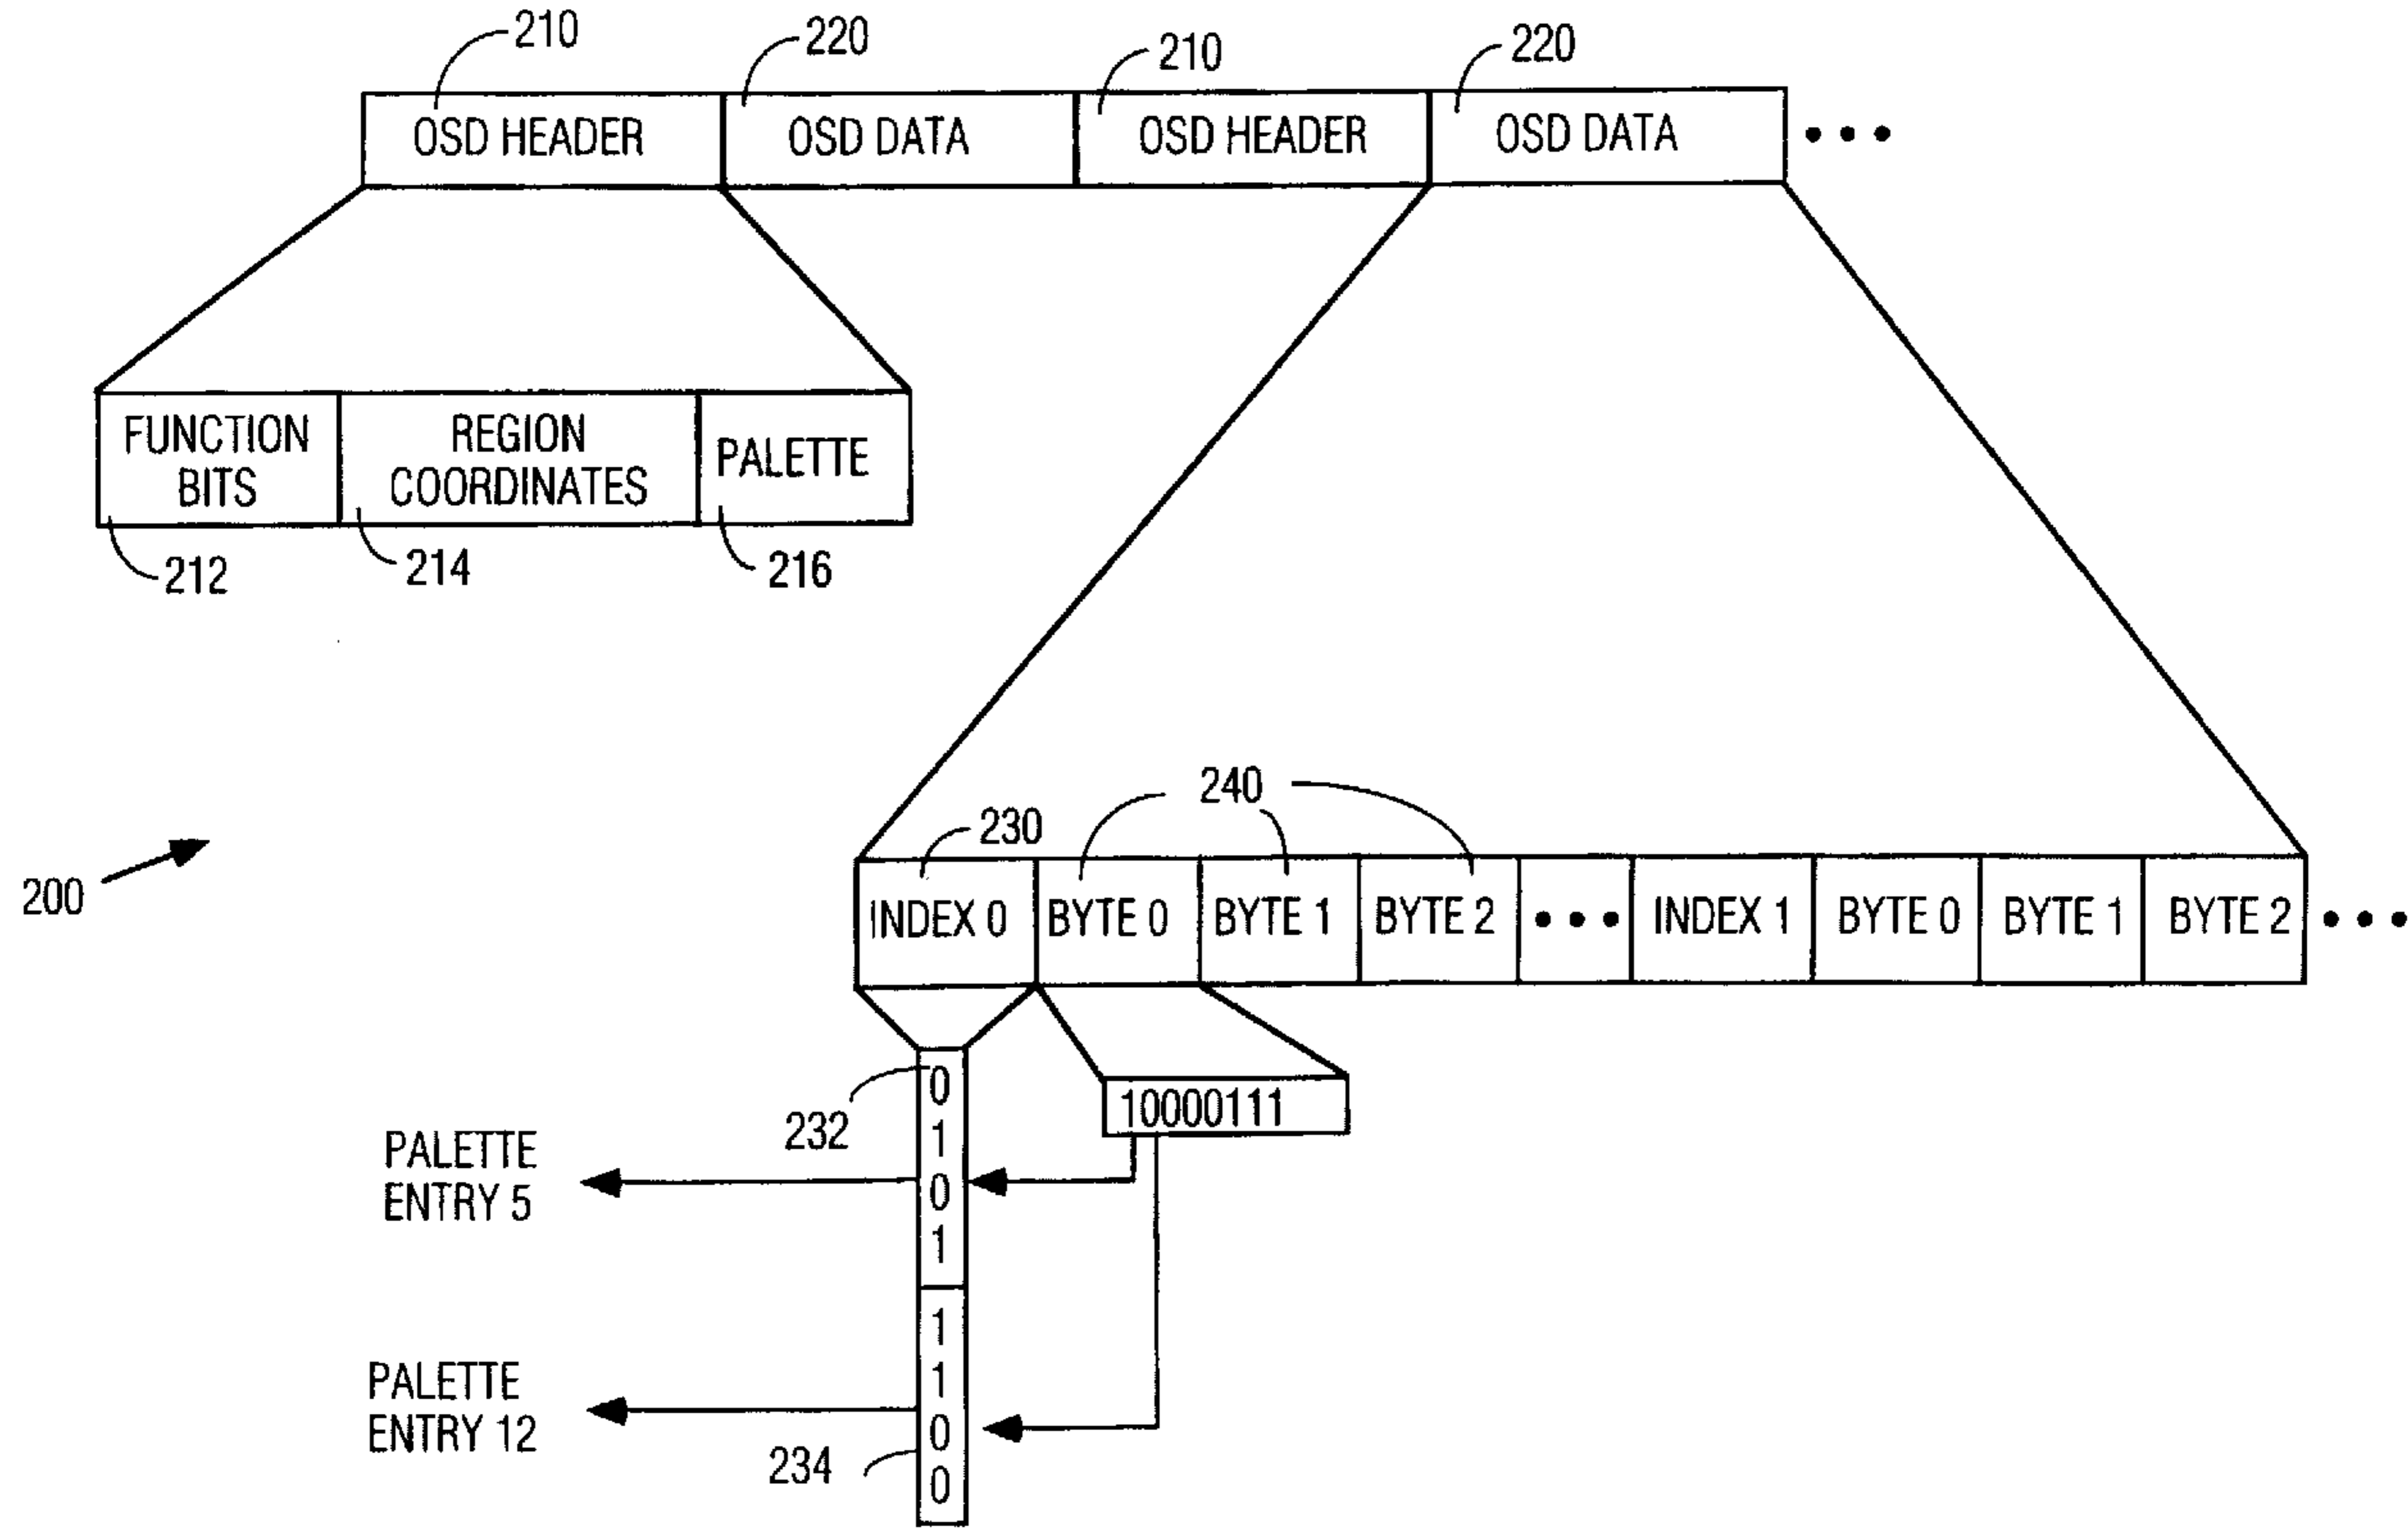 210
220
210
220
OSD HEADER
OSD DATA
OSD HEADER
OSD DATA
• • •
FUNCTION
BITS
REGION
COORDINATES
PALETTE
212
214
216
200
240
230
INDEX 0
BYTE 0
BYTE 1
BYTE 2
• • •
INDEX 1
BYTE 0
BYTE 1
BYTE 2
• • •
232
0
1
0
1
1
1
0
0
10000111
PALETTE
ENTRY 5
PALETTE
ENTRY 12
234